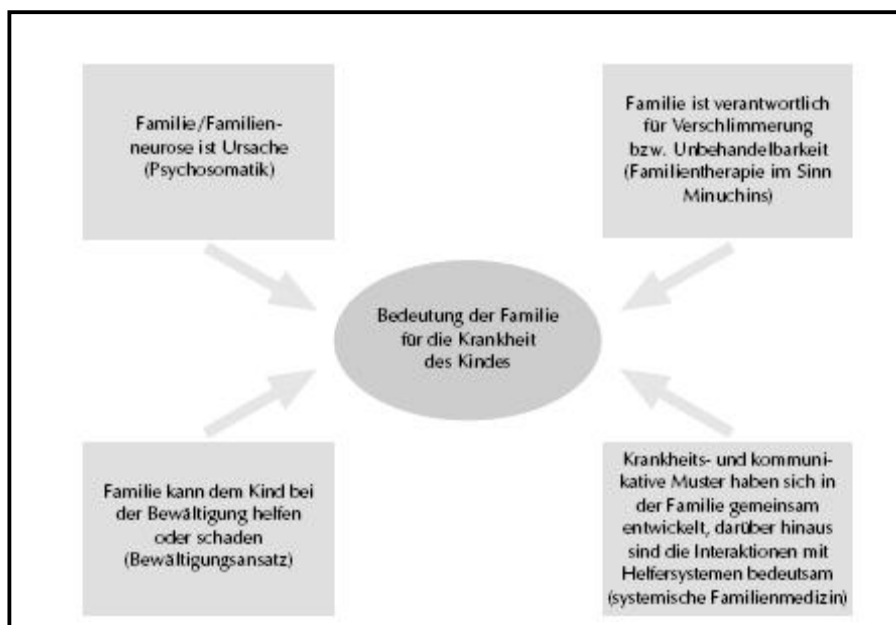 Familie/Familien-
neurose ist Ursache
(Psychosomatik)
Familie ist verantwortlich
für Verschlimmerung
bzw. Unbehandelbarkeit
(Familientherapie im Sinn
Minuchins)
Bedeutung der Familie
für die Krankheit
des Kindes
Familie kann dem Kind bei
der Bewältigung helfen
oder schaden
(Bewältigungsansatz)
Krankheits- und kommuni-
kative Muster haben sich in
der Familie gemeinsam
entwickelt, darüber hinaus
sind die Interaktionen mit
Helfersystemen bedeutsam
(systemische Familienmedizin)